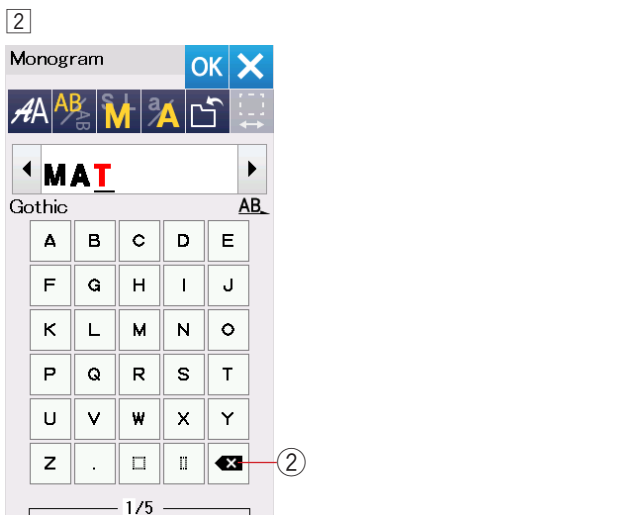 2
Monogram OK
MAT
Gothic AB
A B C D E
F G H I J
K L M N O
P Q R S T
U V W X Y
Z .
2
1/5